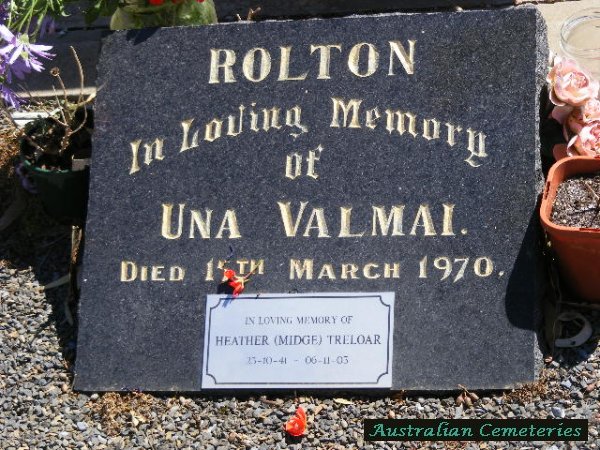 ROLTON
In Loving Memory
of
UNA VALMAI.
DIED MARCH 1970.
IN LOVING MEMORY OF
HEATHER (MIDGE) TRELOAR
23-10-41 - 06-11-03
Australian Cemeteries